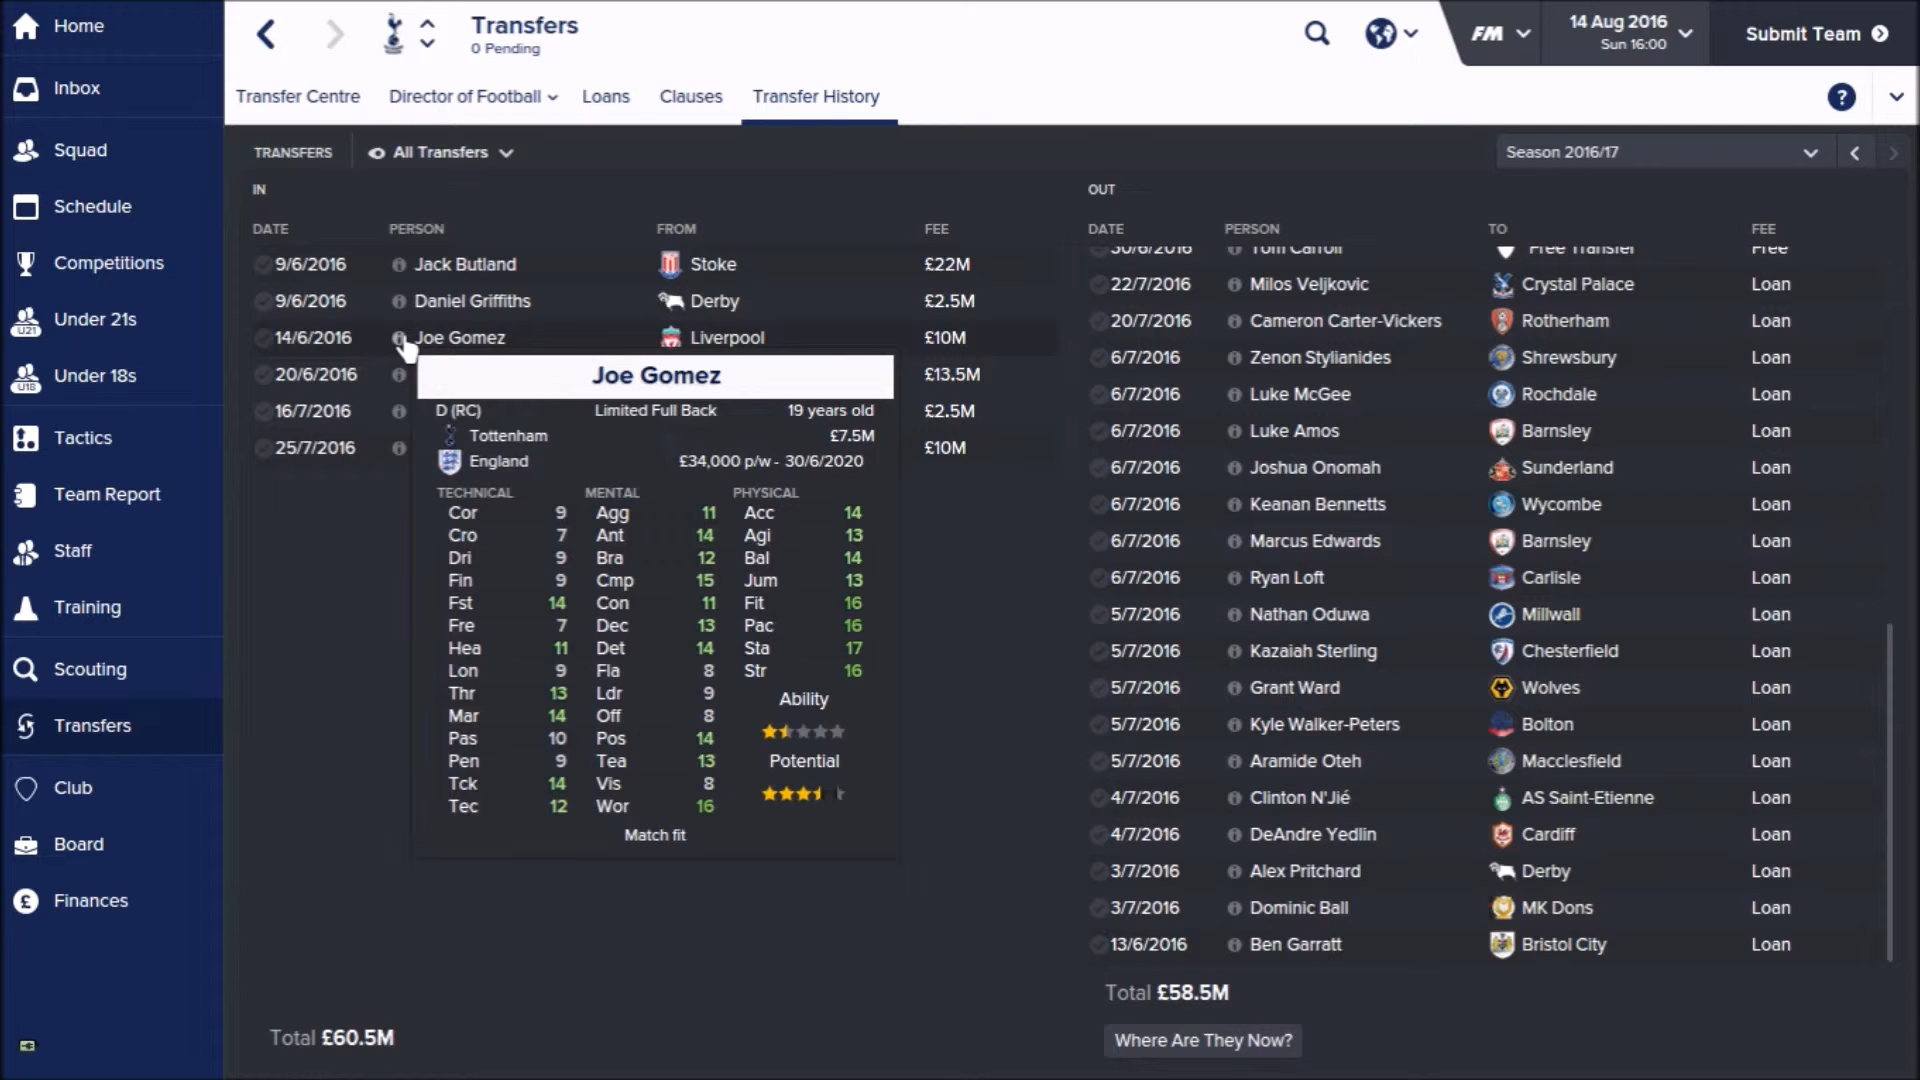 Home
Inbox
Squad
Schedule
Competitions
U21 Under 21s
U18 Under 18s
Tactics
Team Report
Staff
Training
Scouting
Transfers
Club
Board
£ Finances
Transfers
0 Pending
FM
14 Aug 2016
Sun 16:00
Submit Team
Transfer Centre Director of Football Loans Clauses Transfer History
?
TRANSFERS All Transfers
Season 2016/17
IN
DATE PERSON FROM FEE
9/6/2016 Jack Butland Stoke £22M
9/6/2016 Daniel Griffiths Derby £2.5M
14/6/2016 Joe Gomez Liverpool £10M
20/6/2016 £13.5M
16/7/2016 £2.5M
25/7/2016 £10M
Joe Gomez
D (RC) Limited Full Back 19 years old
Tottenham £7.5M
England £34,000 p/w - 30/6/2020
TECHNICAL MENTAL PHYSICAL
Cor 9 Agg 11 Acc 14
Cro 7 Ant 14 Agi 13
Dri 9 Bra 12 Bal 14
Fin 9 Cmp 15 Jum 13
Fst 14 Con 11 Fit 16
Fre 7 Dec 13 Pac 16
Hea 11 Det 14 Sta 17
Lon 9 Fla 8 Str 16
Thr 13 Ldr 9 Ability
Mar 14 Off 8
Pas 10 Pos 14
Pen 9 Tea 13 Potential
Tck 14 Vis 8
Tec 12 Wor 16
Match fit
Total £60.5M
OUT
DATE PERSON TO FEE
30/6/2016 Tom Carroll Free Transfer Free
22/7/2016 Milos Veljkovic Crystal Palace Loan
20/7/2016 Cameron Carter-Vickers Rotherham Loan
6/7/2016 Zenon Stylianides Shrewsbury Loan
6/7/2016 Luke McGee Rochdale Loan
6/7/2016 Luke Amos Barnsley Loan
6/7/2016 Joshua Onomah Sunderland Loan
6/7/2016 Keanan Bennetts Wycombe Loan
6/7/2016 Marcus Edwards Barnsley Loan
6/7/2016 Ryan Loft Carlisle Loan
5/7/2016 Nathan Oduwa Millwall Loan
5/7/2016 Kazaiah Sterling Chesterfield Loan
5/7/2016 Grant Ward Wolves Loan
5/7/2016 Kyle Walker-Peters Bolton Loan
5/7/2016 Aramide Oteh Macclesfield Loan
4/7/2016 Clinton N'Jié AS Saint-Etienne Loan
4/7/2016 DeAndre Yedlin Cardiff Loan
3/7/2016 Alex Pritchard Derby Loan
3/7/2016 Dominic Ball MK Dons Loan
13/6/2016 Ben Garratt Bristol City Loan
Total £58.5M
Where Are They Now?